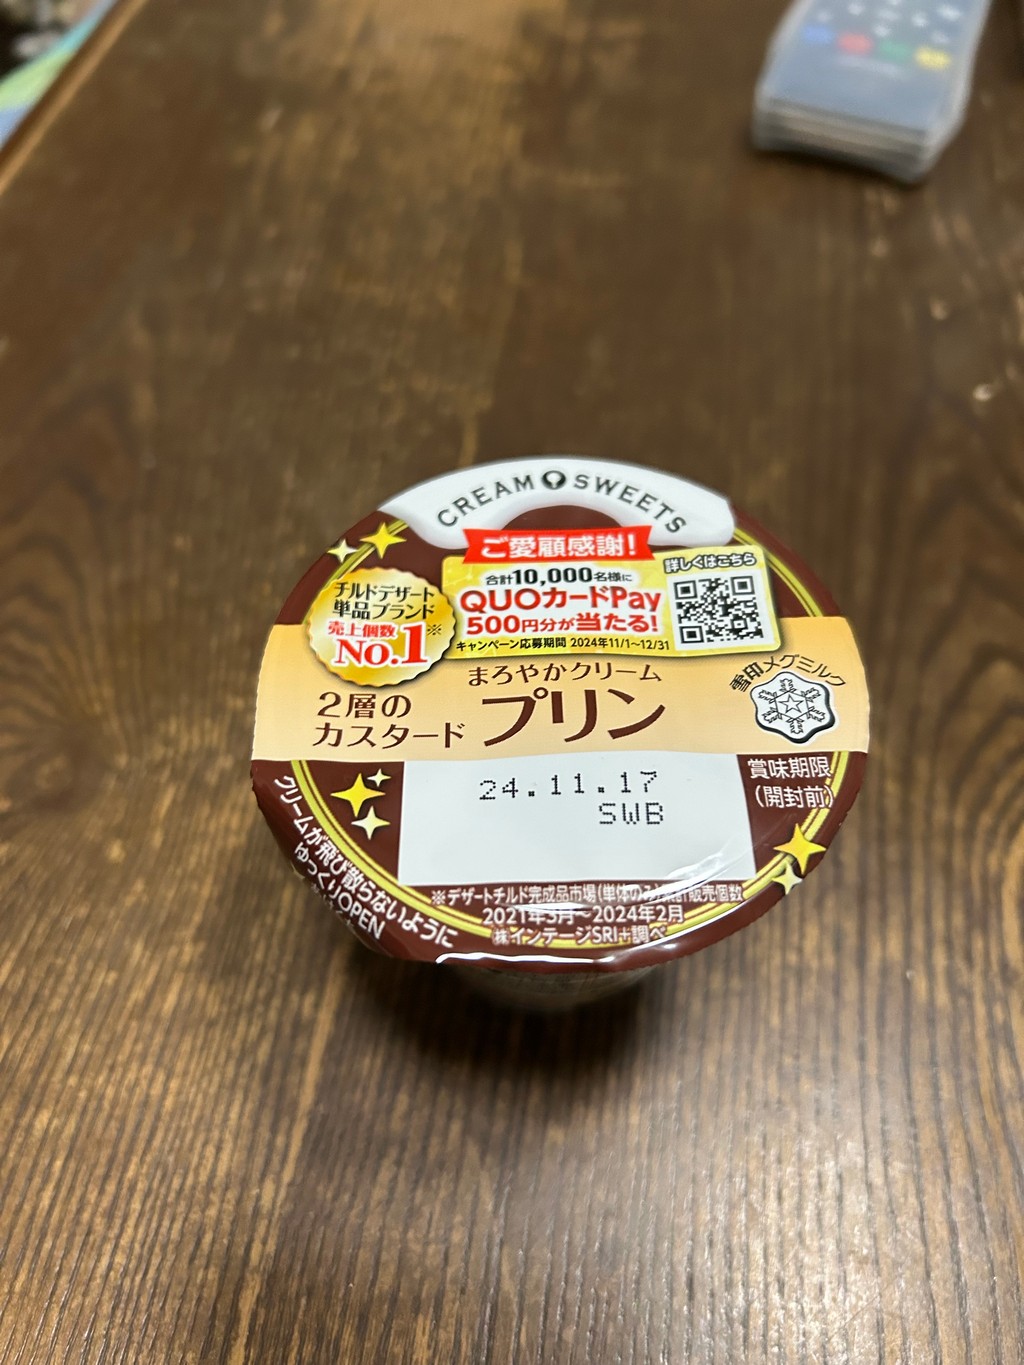 CREAM SWEETS
ご愛顧感謝!
合計10,000名様に
QUOカードPay
500円分が当たる!
キャンペーン応募期間 2024年11/1~12/31
詳しくはこちら
チルドデザート
単品ブランド
売上個数※
No.1
雪印メグミルク
まろやかクリーム
2層の
カスタード
プリン
24.11.17
SWB
賞味期限
(開封前)
クリームが飛び散らないように
ゆっくりOPEN
※デザートチルド完成品市場(単体のみ)累計販売個数
2021年3月~2024年2月
㈱インテージSRI+調べ